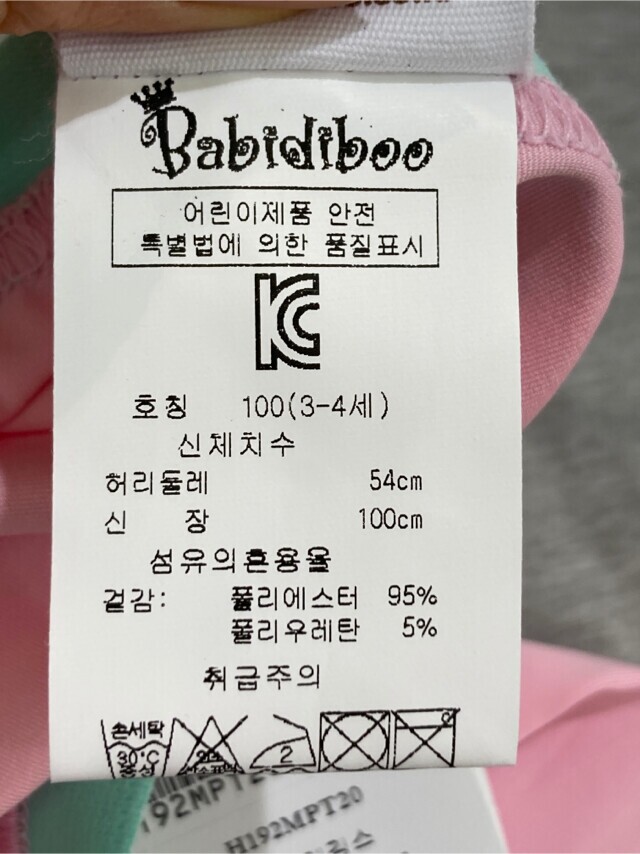 Babidiboo
어린이제품 안전
특별법에 의한 품질표시
KC
호칭 100(3-4세)
신체치수
허리둘레 54cm
신 장 100cm
섬유의혼용율
겉감: 폴리에스터 95%
폴리우레탄 5%
취급주의
손세탁
30°C
중성
2
H192MPT20